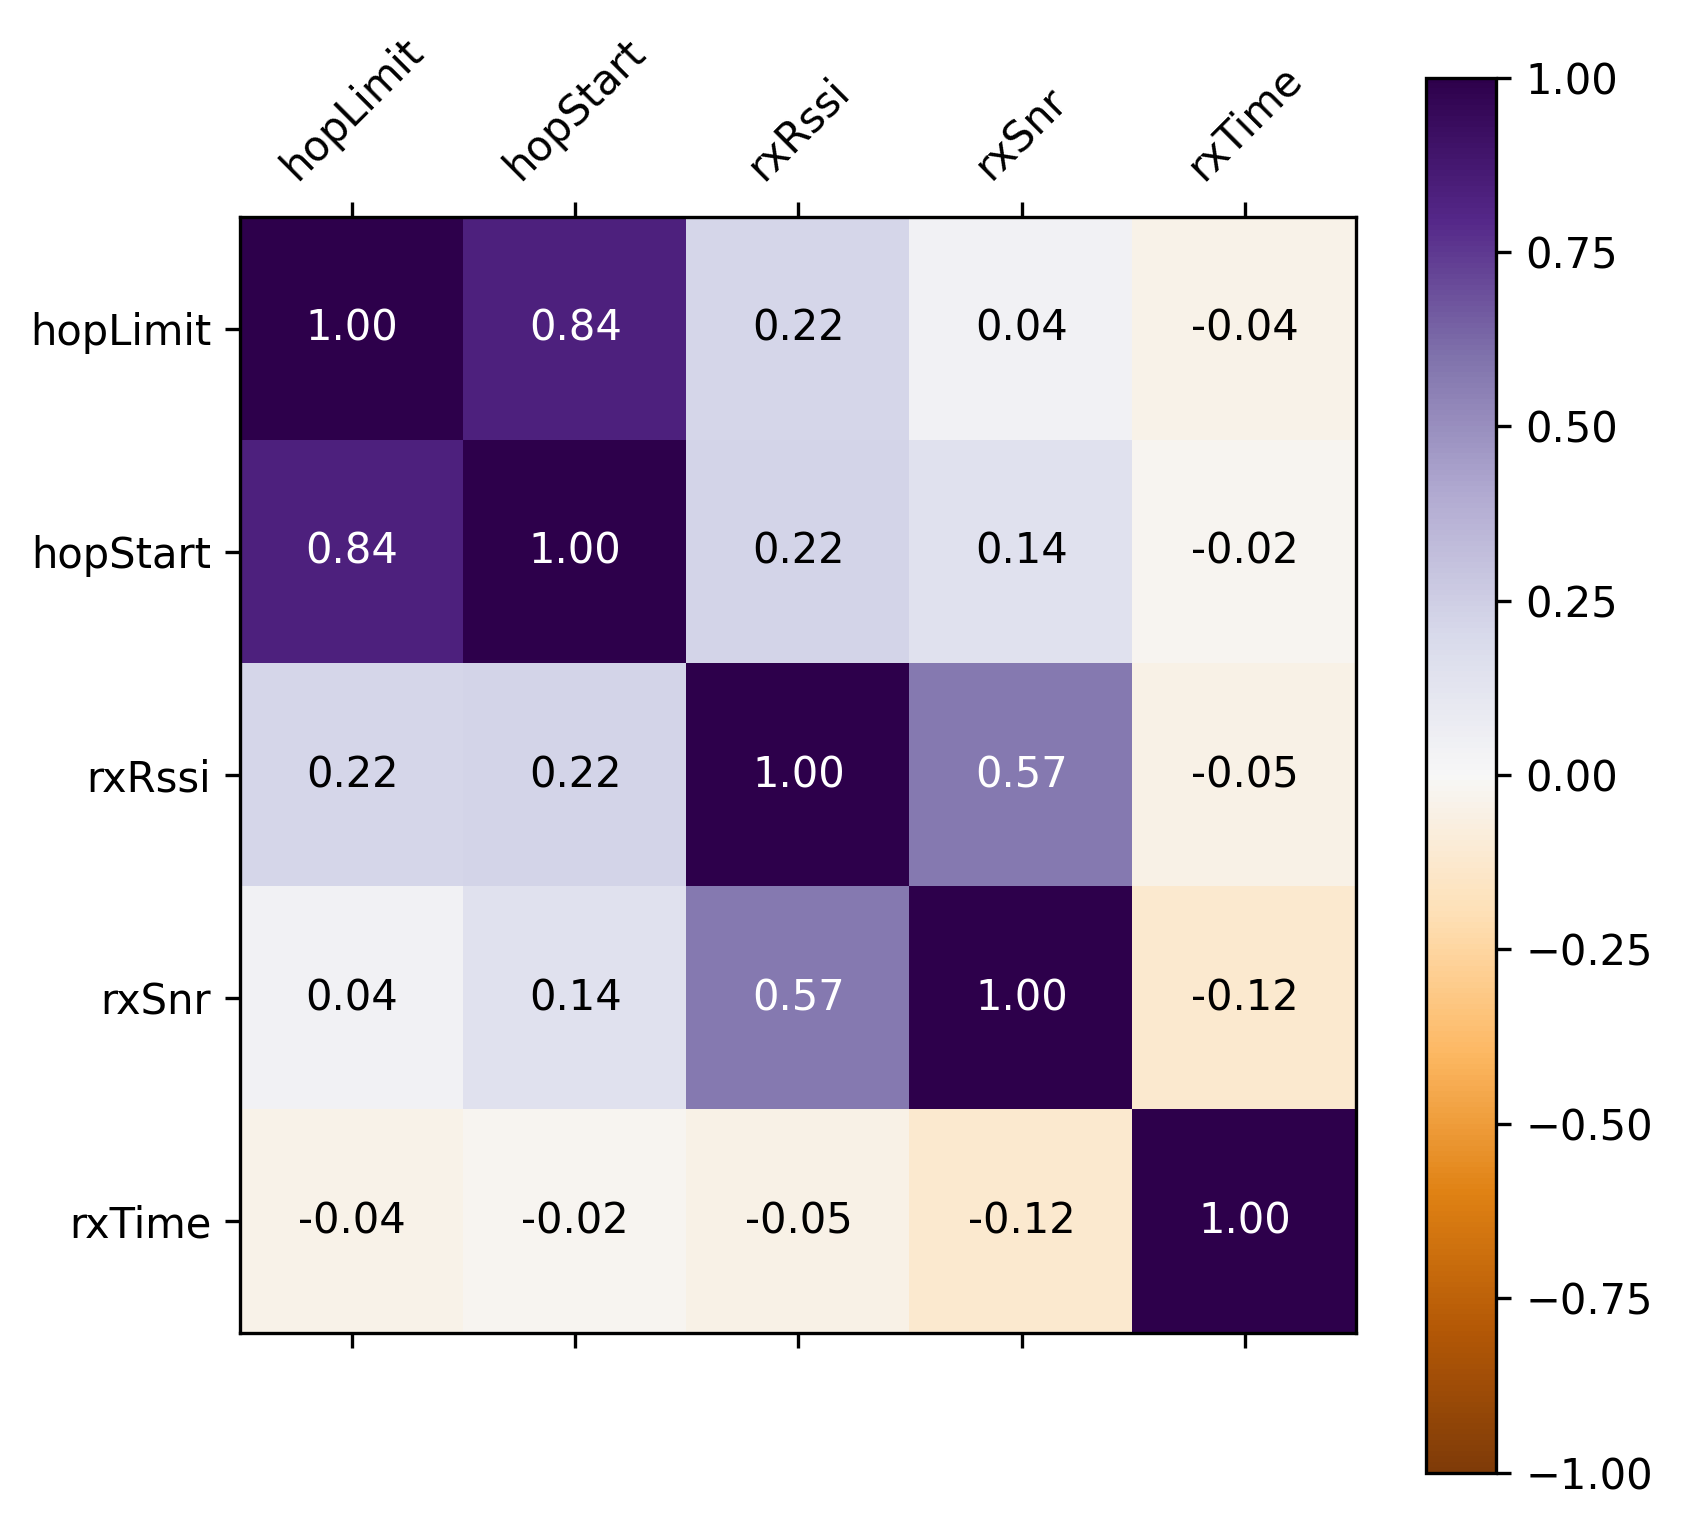 hopLimit hopStart rxRssi rxSnr rxTime
hopLimit 1.00 0.84 0.22 0.04 -0.04
hopStart 0.84 1.00 0.22 0.14 -0.02
rxRssi 0.22 0.22 1.00 0.57 -0.05
rxSnr 0.04 0.14 0.57 1.00 -0.12
rxTime -0.04 -0.02 -0.05 -0.12 1.00
1.00
0.75
0.50
0.25
0.00
−0.25
−0.50
−0.75
−1.00